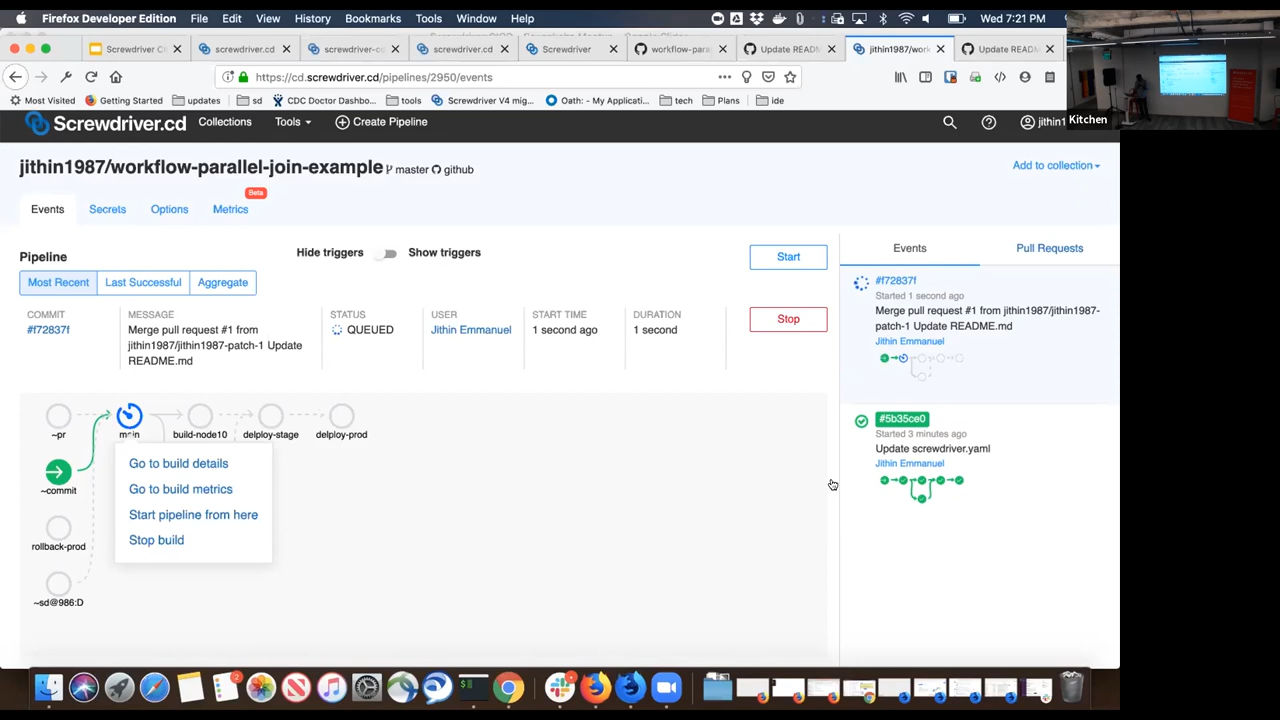 Firefox Developer Edition File Edit View History Bookmarks Tools Window Help Wed 7:21 PM
Screwdriver Ci screwdriver.cd screwdriver-co screwdriver.cd Screwdriver workflow-para Update READM jithin1987/work Update READM
https://cd.screwdriver.cd/pipelines/2950/events
Most Visited Getting Started updates sd CDC Doctor Dashbo... tools Screwdriver V4 mig... Oath: - My Applicati... tech Plans ide
Kitchen
Screwdriver.cd Collections Tools Create Pipeline jithin1
jithin1987/workflow-parallel-join-example master github
Add to collection
Beta
Events Secrets Options Metrics
Pipeline
Hide triggers Show triggers
Start
Most Recent Last Successful Aggregate
COMMIT
#f72837f
MESSAGE
Merge pull request #1 from
jithin1987/jithin1987-patch-1 Update
README.md
STATUS
QUEUED
USER
Jithin Emmanuel
START TIME
1 second ago
DURATION
1 second
Stop
~pr
main
build-node10
delploy-stage
delploy-prod
~commit
rollback-prod
~sd@986:D
Go to build details
Go to build metrics
Start pipeline from here
Stop build
Events Pull Requests
#f72837f
Started 1 second ago
Merge pull request #1 from jithin1987/jithin1987-
patch-1 Update README.md
Jithin Emmanuel
#5b35ce0
Started 3 minutes ago
Update screwdriver.yaml
Jithin Emmanuel
2